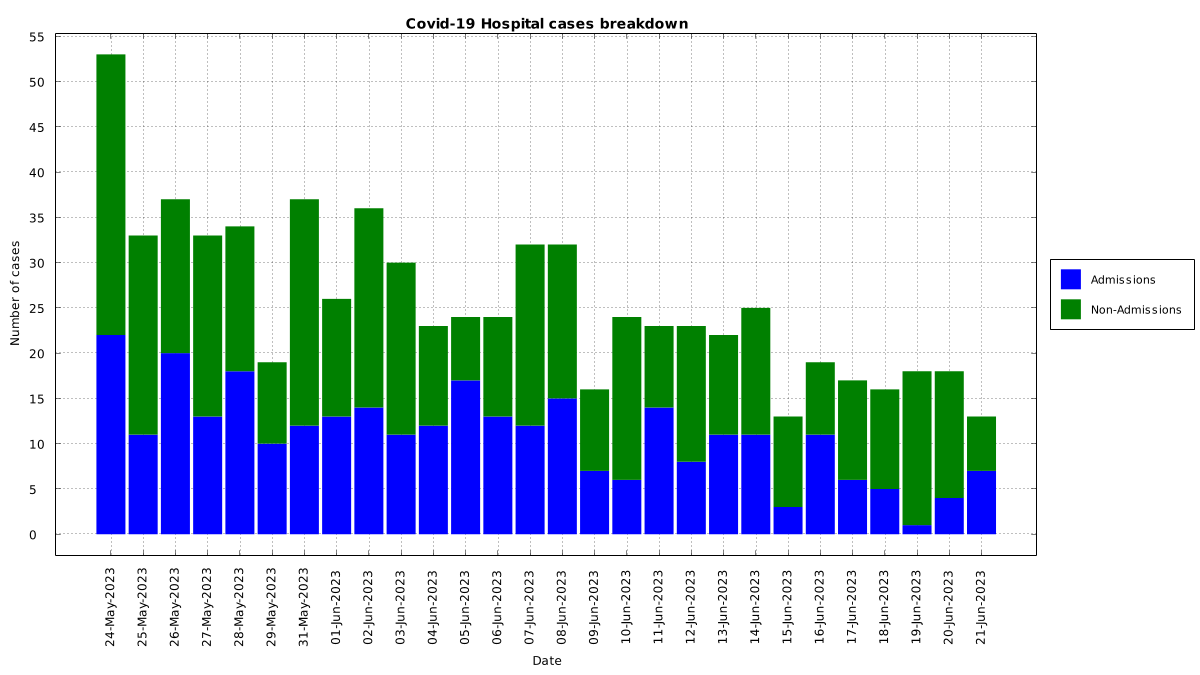 Covid-19 Hospital cases breakdown
55
50
45
40
35
30
25
20
15
10
5
0
Number of cases
24-May-2023
25-May-2023
26-May-2023
27-May-2023
28-May-2023
29-May-2023
31-May-2023
01-Jun-2023
02-Jun-2023
03-Jun-2023
04-Jun-2023
05-Jun-2023
06-Jun-2023
07-Jun-2023
08-Jun-2023
09-Jun-2023
10-Jun-2023
11-Jun-2023
12-Jun-2023
13-Jun-2023
14-Jun-2023
15-Jun-2023
16-Jun-2023
17-Jun-2023
18-Jun-2023
19-Jun-2023
20-Jun-2023
21-Jun-2023
Date
Admissions
Non-Admissions